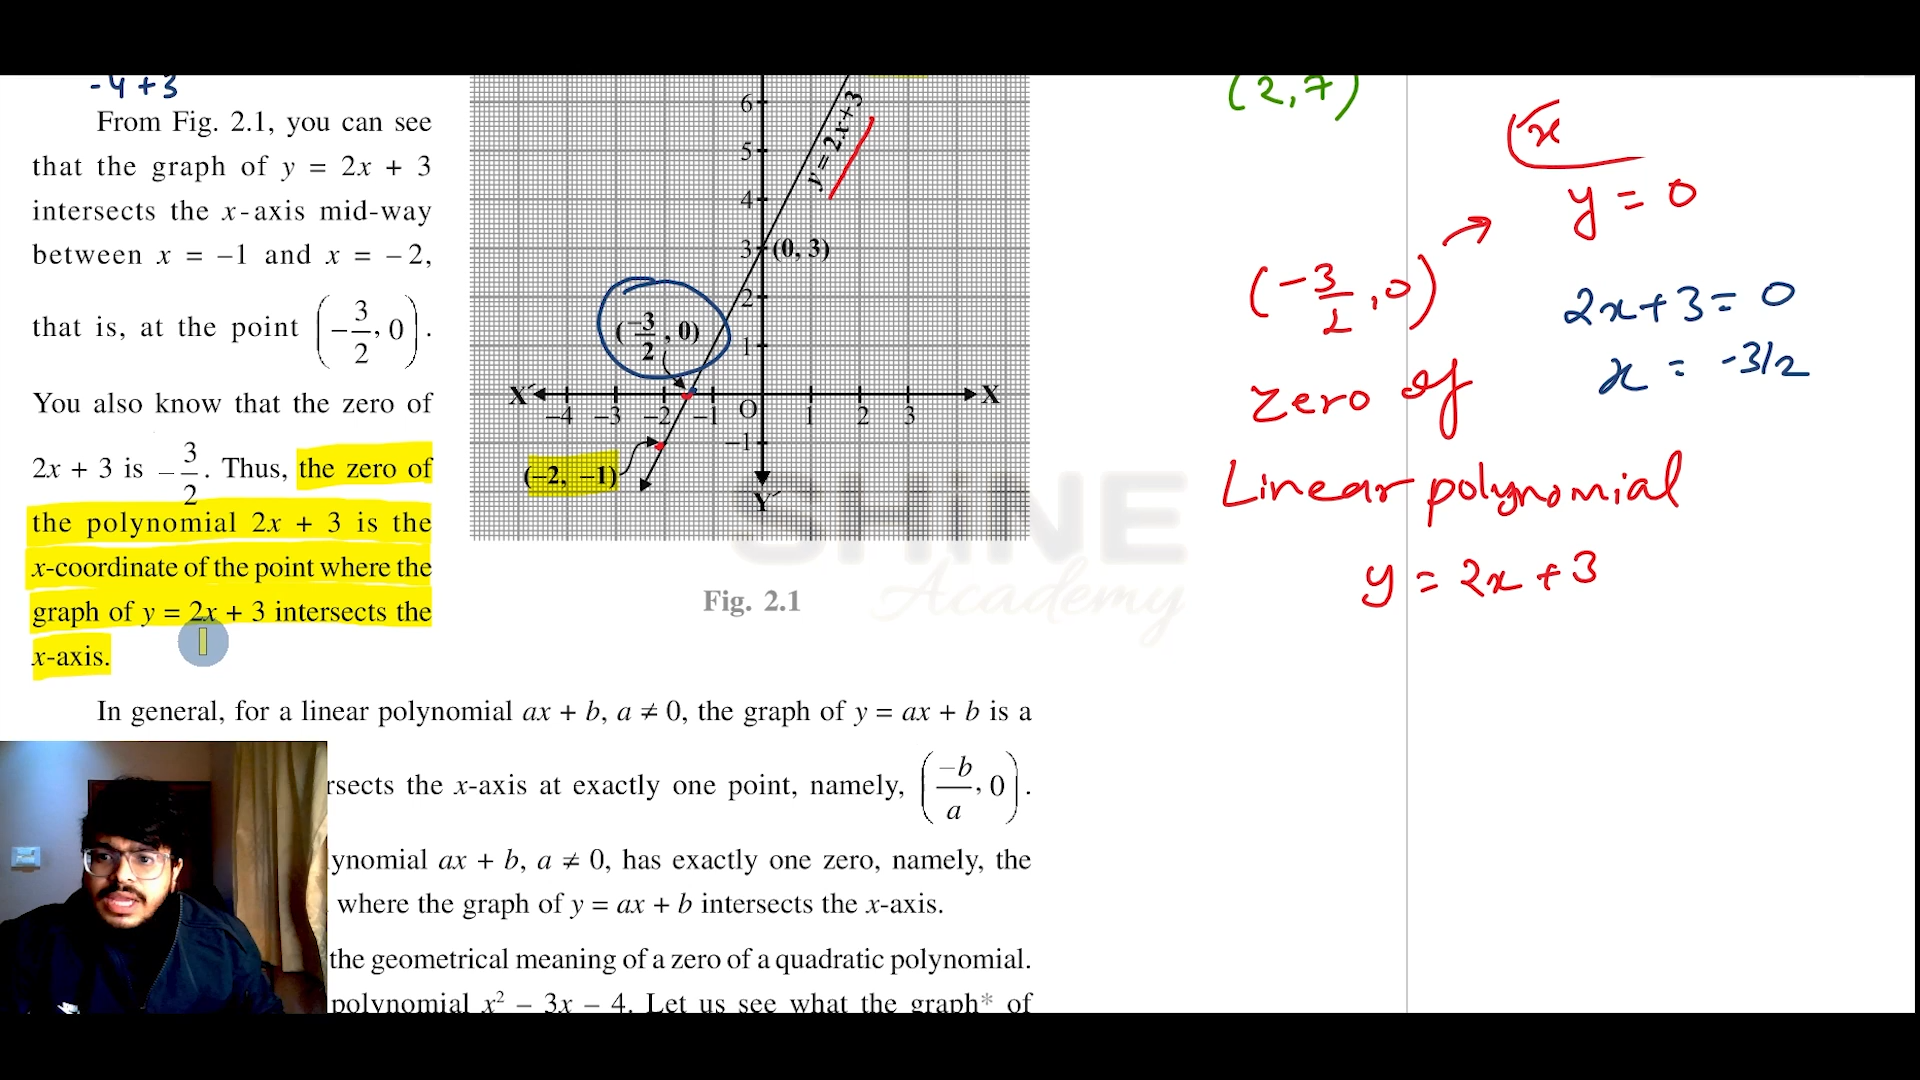 -4+3
From Fig. 2.1, you can see
that the graph of y = 2x + 3
intersects the x-axis mid-way
between x = –1 and x = – 2,
that is, at the point (–3/2, 0).
You also know that the zero of
2x + 3 is –3/2. Thus, the zero of
the polynomial 2x + 3 is the
x-coordinate of the point where the
graph of y = 2x + 3 intersects the
x-axis.
6
5
4
3
2
1
y = 2x+3
(0, 3)
(–3/2, 0)
X′
–4 –3 –2 –1 O 1 2 3
X
–1
(–2, –1)
Y′
Fig. 2.1
SHINE
Academy
In general, for a linear polynomial ax + b, a ≠ 0, the graph of y = ax + b is a
rsects the x-axis at exactly one point, namely, (–b/a, 0).
ynomial ax + b, a ≠ 0, has exactly one zero, namely, the
where the graph of y = ax + b intersects the x-axis.
the geometrical meaning of a zero of a quadratic polynomial.
polynomial x² – 3x – 4. Let us see what the graph* of
(2,7)
x
y = 0
(-3/2, 0)
2x+3 = 0
x = -3/2
zero of
Linear polynomial
y = 2x + 3